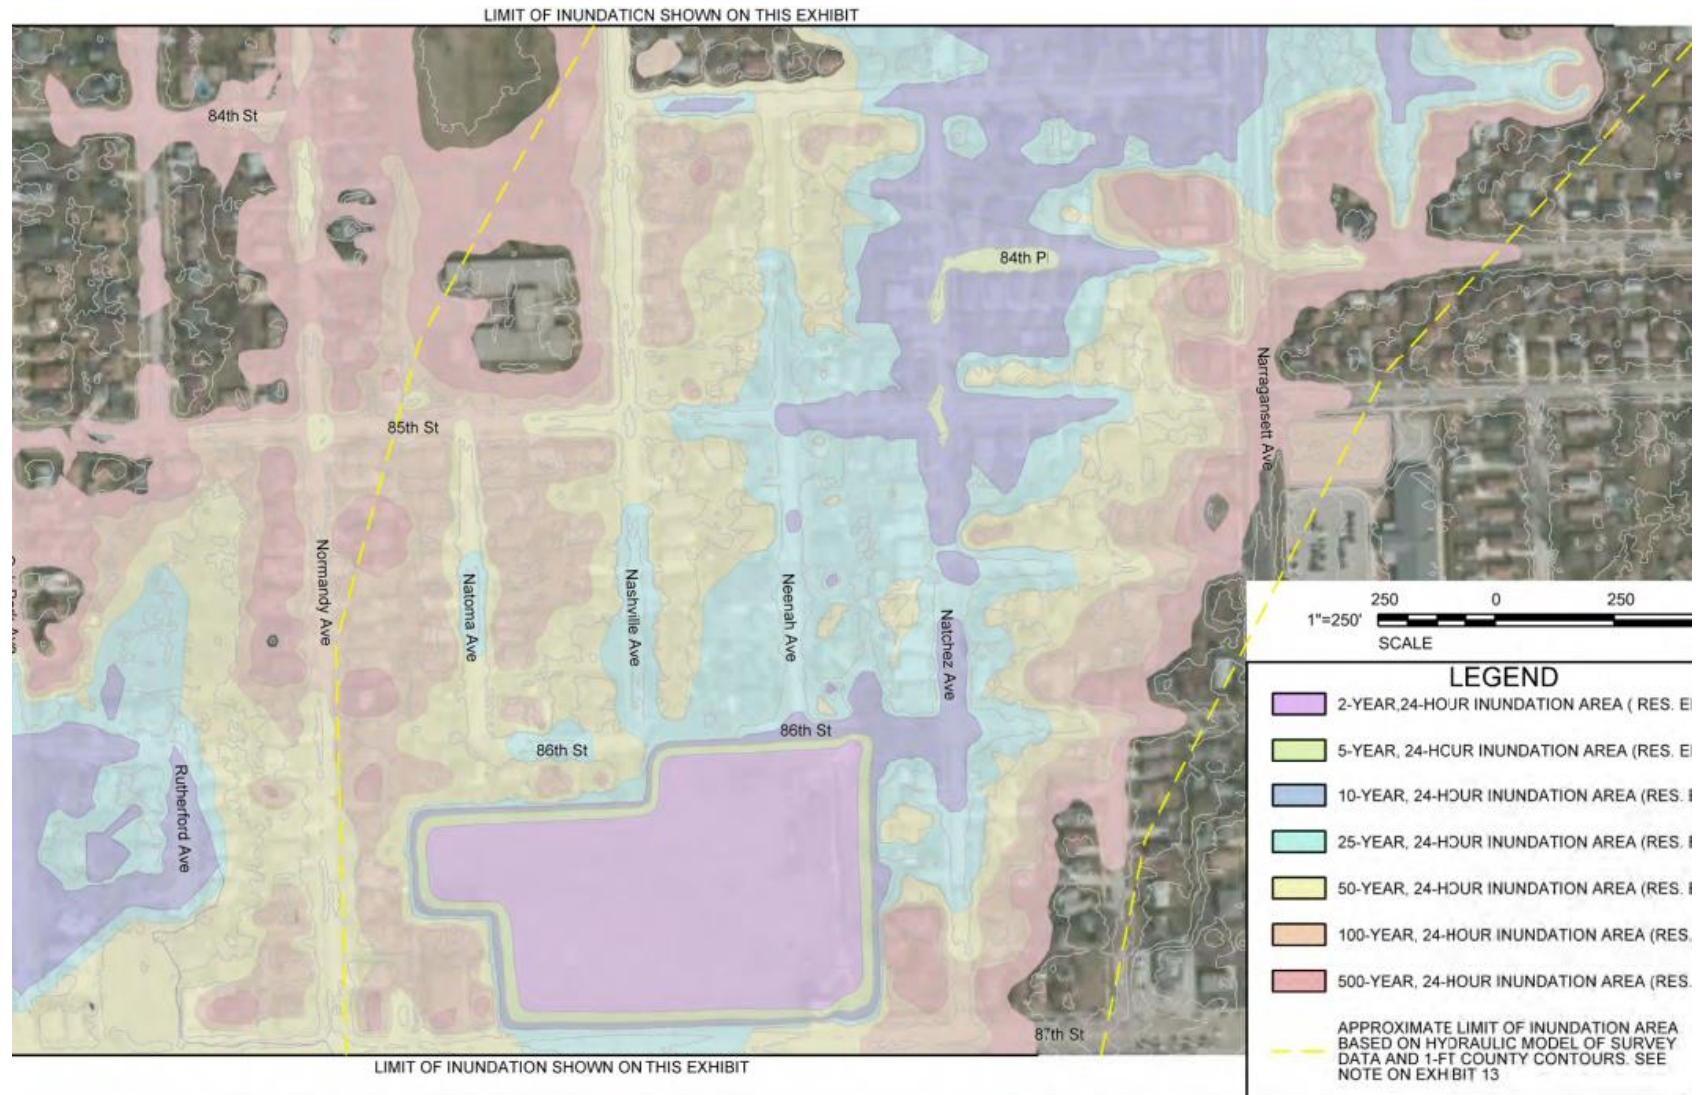 LIMIT OF INUNDATION SHOWN ON THIS EXHIBIT
84th St
84th Pl
Narragansett Ave
85th St
Normandy Ave
Natoma Ave
Nashville Ave
Neenah Ave
Natchez Ave
86th St
86th St
Rutherford Ave
87th St
LIMIT OF INUNDATION SHOWN ON THIS EXHIBIT
250 0 250
1"=250'
SCALE
LEGEND
2-YEAR,24-HOUR INUNDATION AREA ( RES.
5-YEAR, 24-HOUR INUNDATION AREA (RES.
10-YEAR, 24-HOUR INUNDATION AREA (RES.
25-YEAR, 24-HOUR INUNDATION AREA (RES.
50-YEAR, 24-HOUR INUNDATION AREA (RES.
100-YEAR, 24-HOUR INUNDATION AREA (RES.
500-YEAR, 24-HOUR INUNDATION AREA (RES.
APPROXIMATE LIMIT OF INUNDATION AREA
BASED ON HYDRAULIC MODEL OF SURVEY
DATA AND 1-FT COUNTY CONTOURS. SEE
NOTE ON EXHIBIT 13